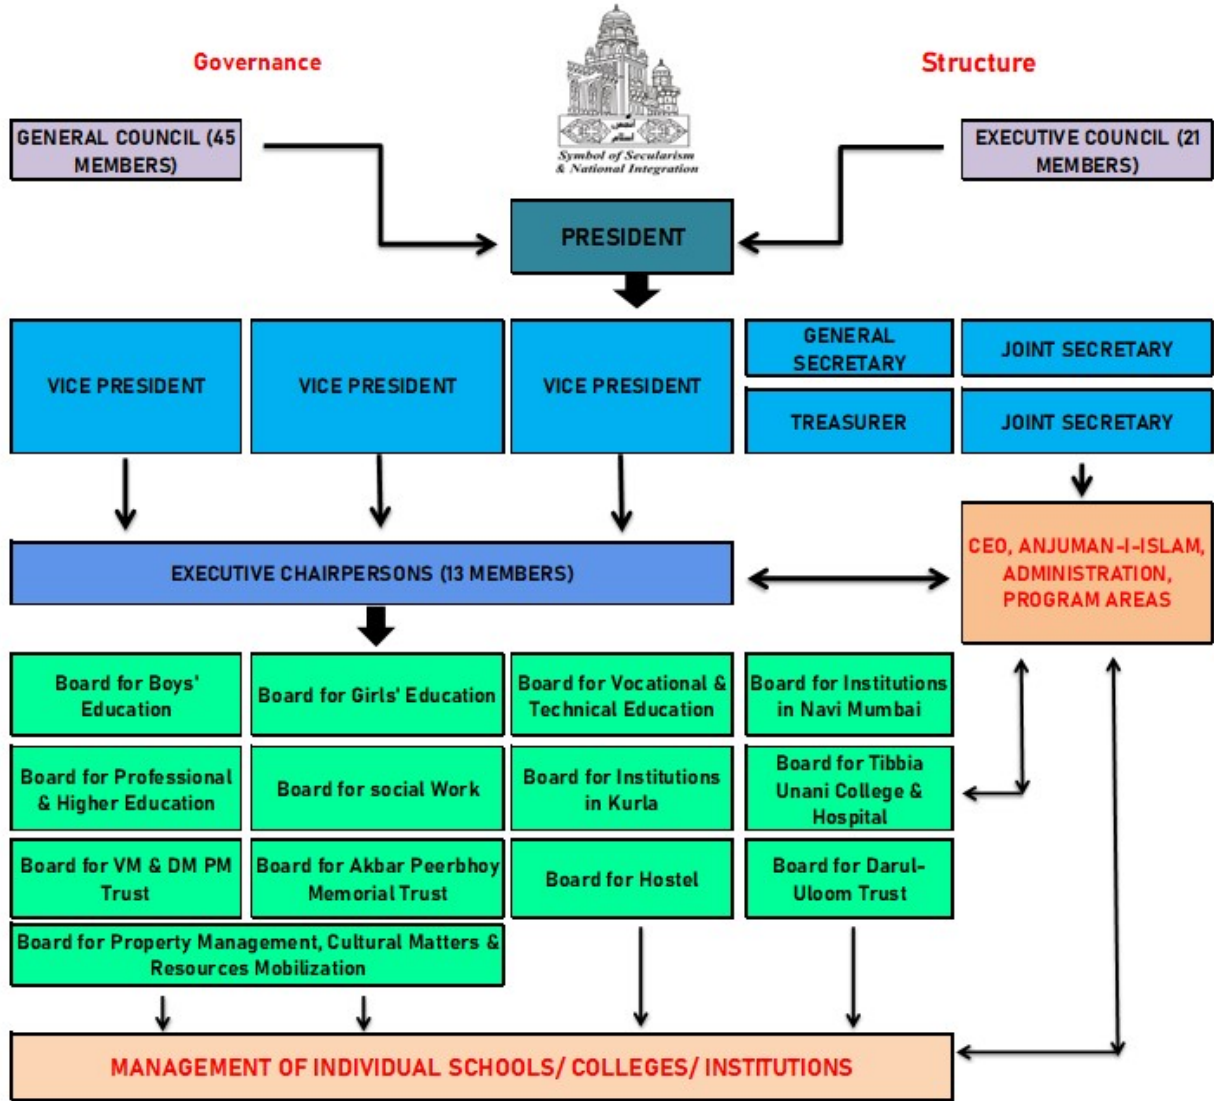 Governance
Structure
انجمن
اسلام
Symbol of Secularism
& National Integration
GENERAL COUNCIL (45
MEMBERS)
EXECUTIVE COUNCIL (21
MEMBERS)
PRESIDENT
VICE PRESIDENT
VICE PRESIDENT
VICE PRESIDENT
GENERAL
SECRETARY
JOINT SECRETARY
TREASURER
JOINT SECRETARY
EXECUTIVE CHAIRPERSONS (13 MEMBERS)
CEO, ANJUMAN-I-ISLAM,
ADMINISTRATION,
PROGRAM AREAS
Board for Boys'
Education
Board for Girls' Education
Board for Vocational &
Technical Education
Board for Institutions
in Navi Mumbai
Board for Professional
& Higher Education
Board for social Work
Board for Institutions
in Kurla
Board for Tibbia
Unani College &
Hospital
Board for VM & DM PM
Trust
Board for Akbar Peerbhoy
Memorial Trust
Board for Hostel
Board for Darul-
Uloom Trust
Board for Property Management, Cultural Matters &
Resources Mobilization
MANAGEMENT OF INDIVIDUAL SCHOOLS/ COLLEGES/ INSTITUTIONS